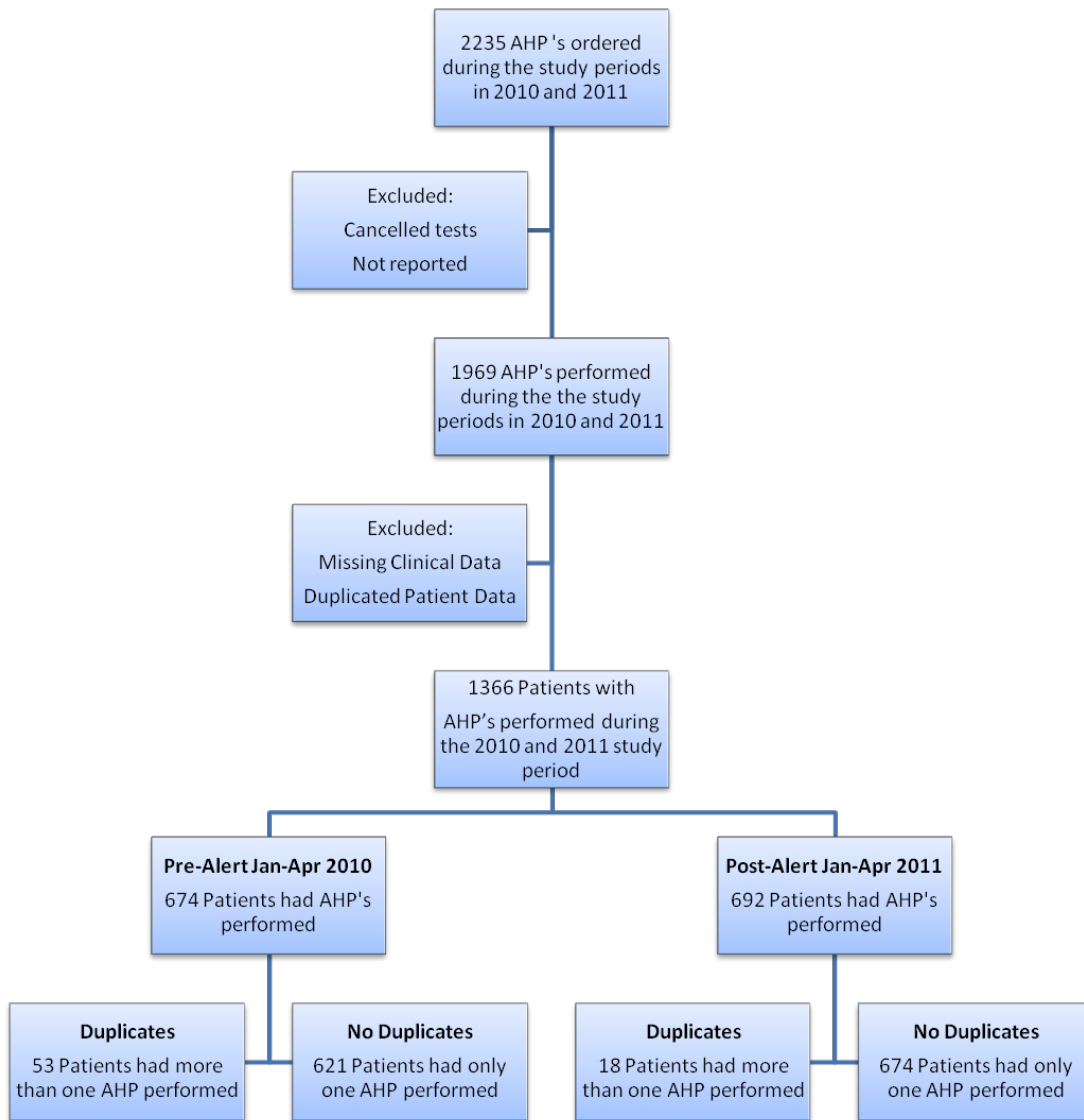 2235 AHP 's ordered
during the study periods
in 2010 and 2011
Excluded:
Cancelled tests
Not reported
1969 AHP's performed
during the the study
periods in 2010 and 2011
Excluded:
Missing Clinical Data
Duplicated Patient Data
1366 Patients with
AHP’s performed during
the 2010 and 2011 study
period
Pre-Alert Jan-Apr 2010
674 Patients had AHP's
performed
Post-Alert Jan-Apr 2011
692 Patients had AHP's
performed
Duplicates
53 Patients had more
than one AHP performed
No Duplicates
621 Patients had only
one AHP performed
Duplicates
18 Patients had more
than one AHP performed
No Duplicates
674 Patients had only
one AHP performed